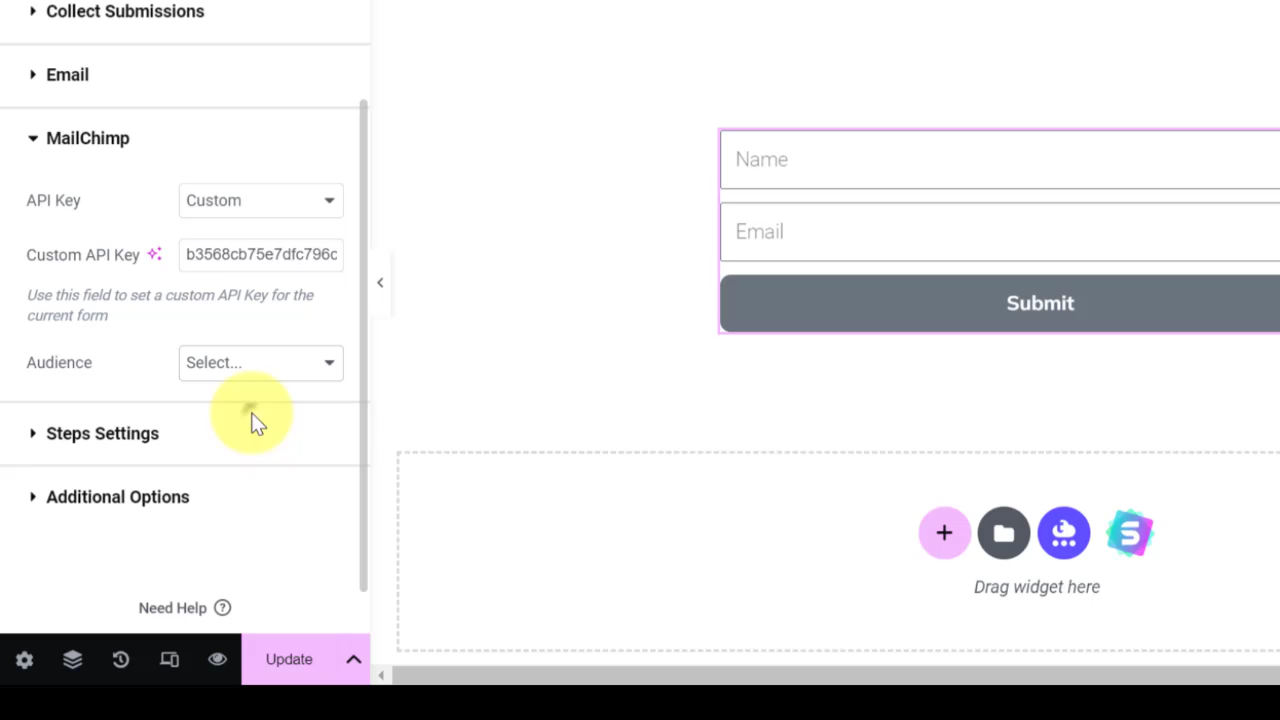 Collect Submissions
Email
MailChimp
API Key
Custom
Custom API Key
b3568cb75e7dfc796c
Use this field to set a custom API Key for the
current form
Audience
Select...
Steps Settings
Additional Options
Need Help ?
Update
Name
Email
Submit
Drag widget here